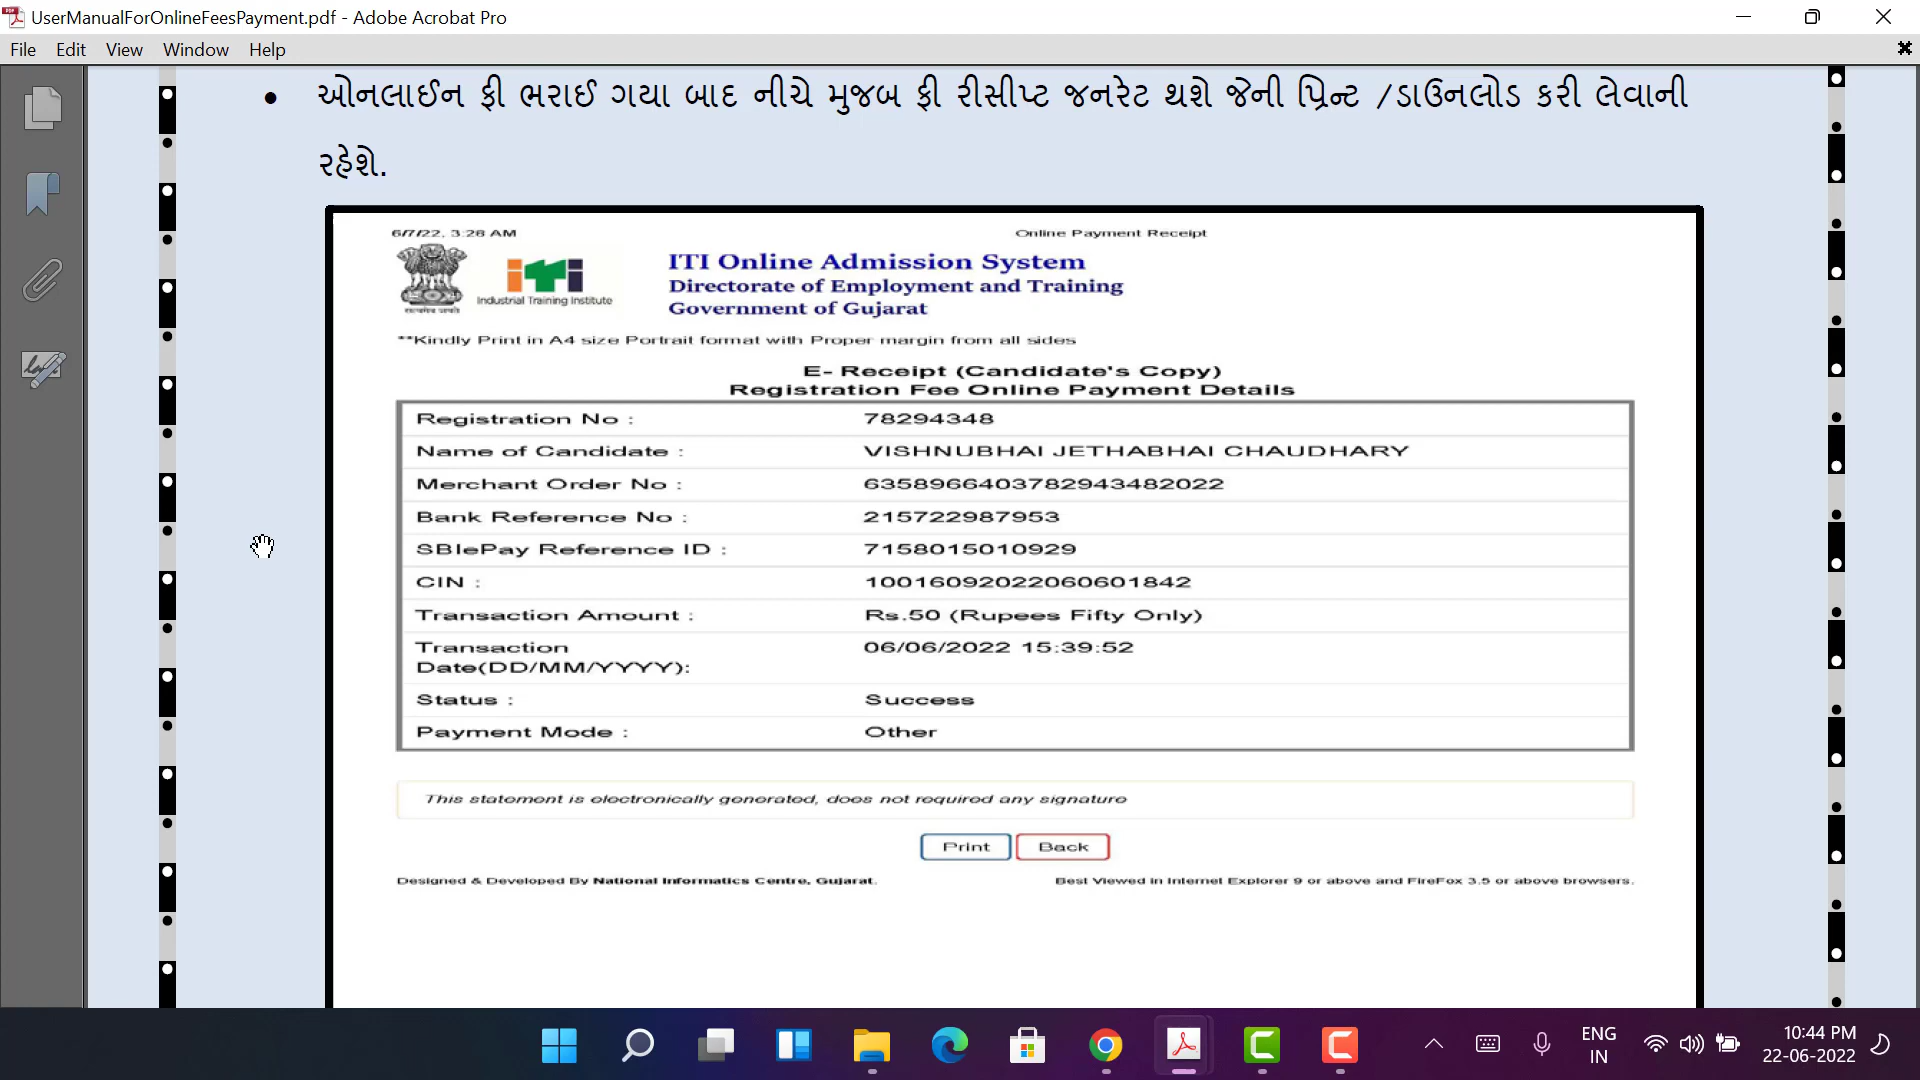 UserManualForOnlineFeesPayment.pdf - Adobe Acrobat Pro
File Edit View Window Help
• ઓનલાઈન ફી ભરાઈ ગયા બાદ નીચે મુજબ ફી રીસીપ્ટ જનરેટ થશે જેની પ્રિન્ટ /ડાઉનલોડ કરી લેવાની
રહેશે.
6/7/22, 3:28 AM Online Payment Receipt
ITI Online Admission System
Directorate of Employment and Training
Government of Gujarat
सत्यमेव जयते
iti
Industrial Training Institute
**Kindly Print in A4 size Portrait format with Proper margin from all sides
E- Receipt (Candidate's Copy)
Registration Fee Online Payment Details
Registration No : 78294348
Name of Candidate : VISHNUBHAI JETHABHAI CHAUDHARY
Merchant Order No : 6358966403782943482022
Bank Reference No : 215722987953
SBIePay Reference ID : 7158015010929
CIN : 10016092022060601842
Transaction Amount : Rs.50 (Rupees Fifty Only)
Transaction 06/06/2022 15:39:52
Date(DD/MM/YYYY):
Status : Success
Payment Mode : Other
This statement is electronically generated, does not required any signature
Print Back
Designed & Developed By National Informatics Centre, Gujarat. Best Viewed in Internet Explorer 9 or above and FireFox 3.5 or above browsers.
ENG
IN
10:44 PM
22-06-2022